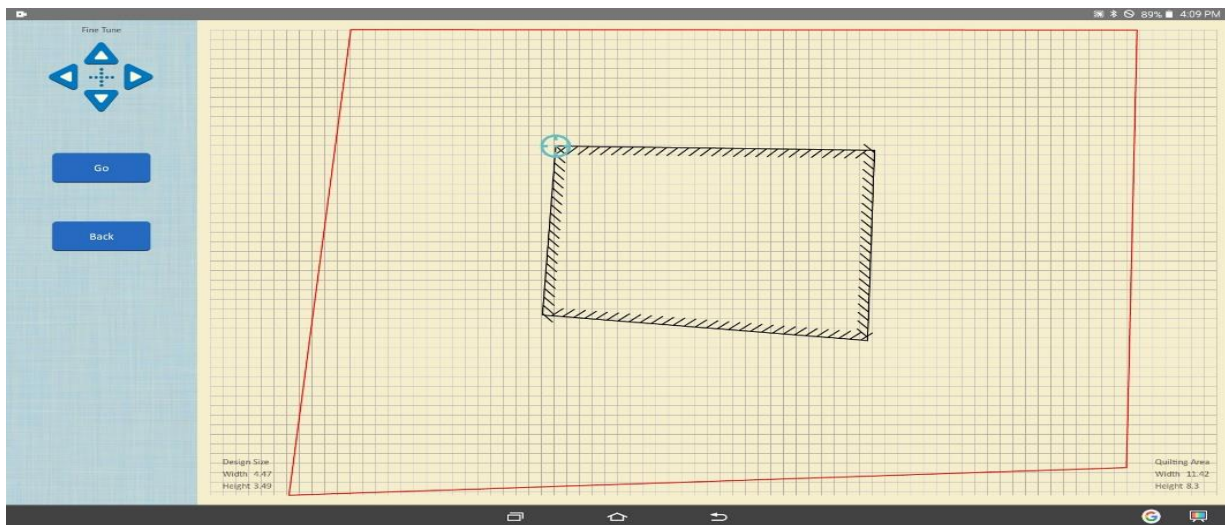 89% 4:09 PM
Fine Tune
Go
Back
Design Size
Width 4.47
Height 3.49
Quilting Area
Width 11.42
Height 8.3